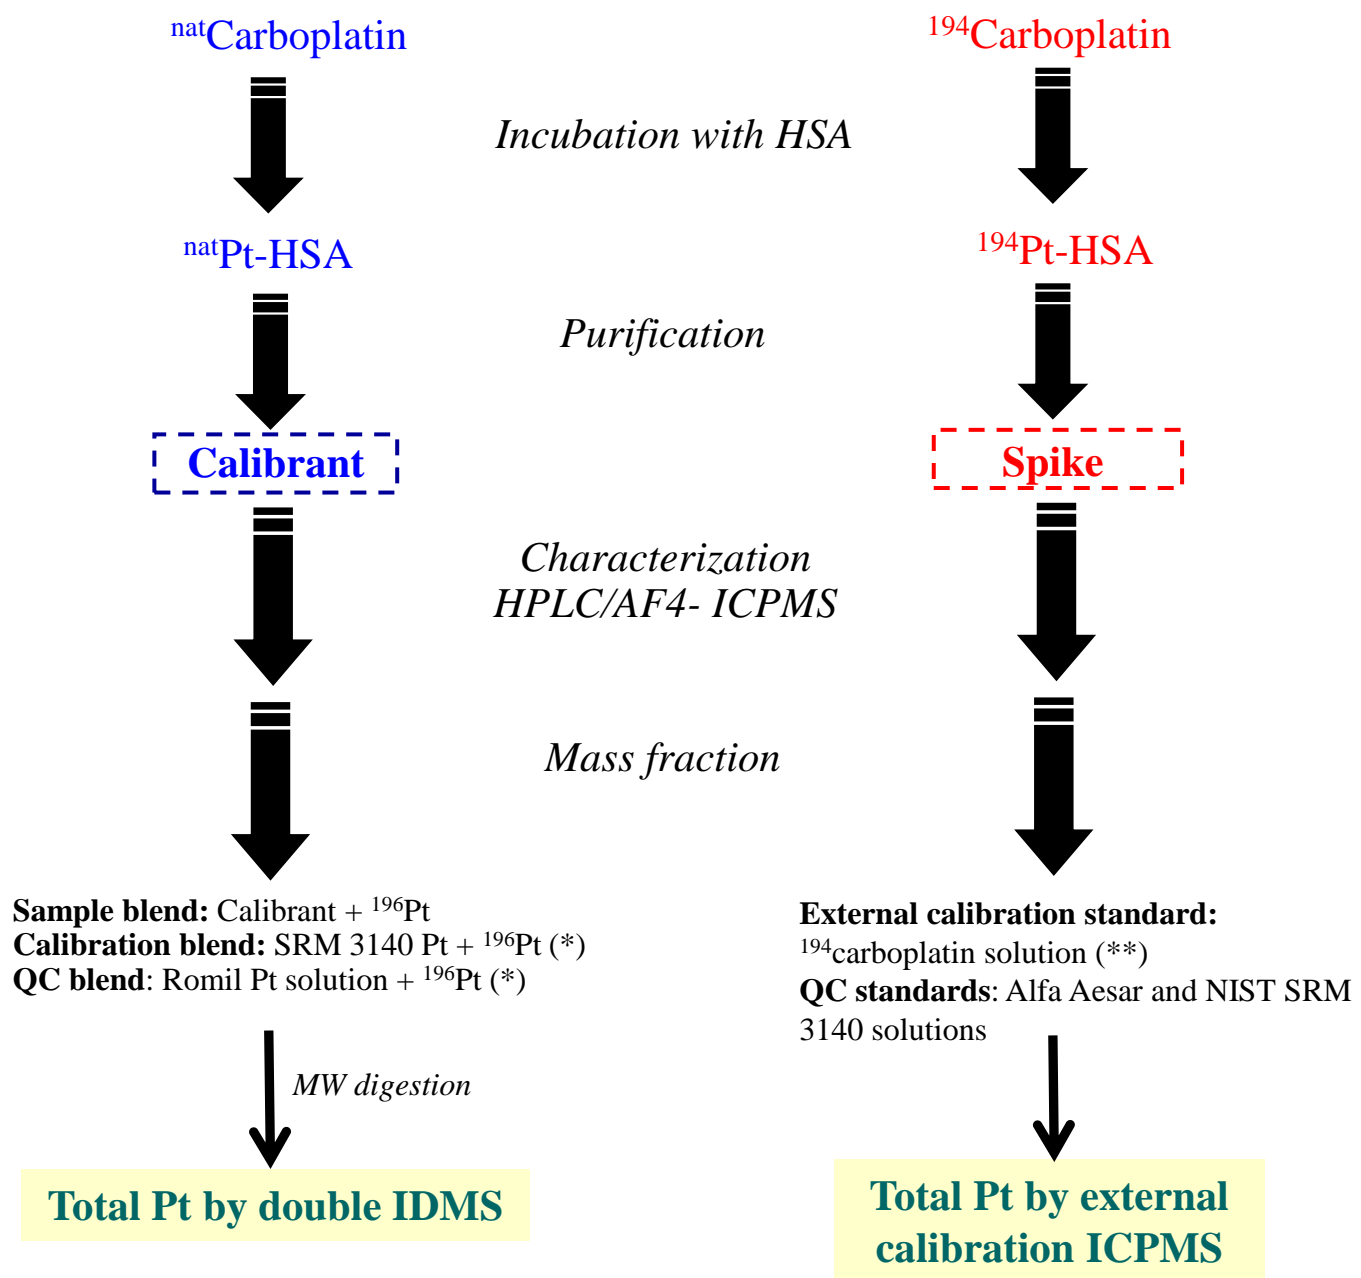 natCarboplatin
194Carboplatin
Incubation with HSA
natPt-HSA
194Pt-HSA
Purification
Calibrant
Spike
Characterization
HPLC/AF4- ICPMS
Mass fraction
Sample blend: Calibrant + 196Pt
Calibration blend: SRM 3140 Pt + 196Pt (*)
QC blend: Romil Pt solution + 196Pt (*)
External calibration standard:
194carboplatin solution (**)
QC standards: Alfa Aesar and NIST SRM
3140 solutions
MW digestion
Total Pt by double IDMS
Total Pt by external
calibration ICPMS